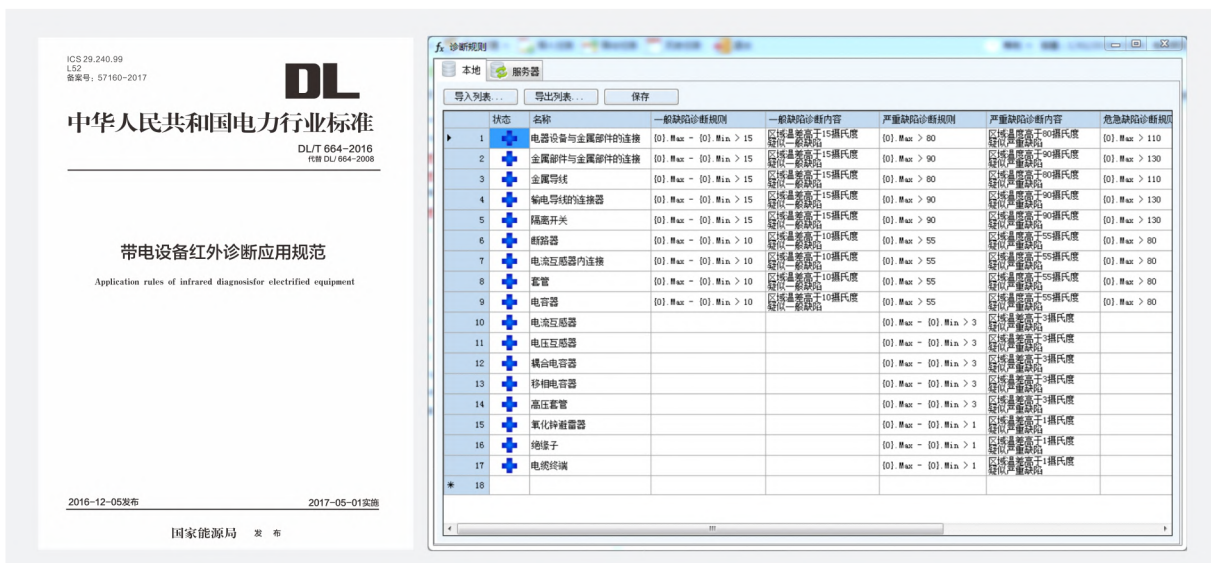 ICS 29.240.99
L52
备案号：57160-2017
DL
中华人民共和国电力行业标准
DL/T 664-2016
代替 DL/ 664-2008
带电设备红外诊断应用规范
Application rules of infrared diagnosisfor electrified equipment
2016-12-05发布
2017-05-01实施
国家能源局 发 布
fx 诊断规则
本地 服务器
导入列表... 导出列表... 保存
状态 名称 一般缺陷诊断规则 一般缺陷诊断内容 严重缺陷诊断规则 严重缺陷诊断内容 危急缺陷诊断规
1 电器设备与金属部件的连接 {0}.Max - {0}.Min > 15 区域温差高于15摄氏度 疑似一般缺陷 {0}.Max > 80 区域温度高于80摄氏度 疑似严重缺陷 {0}.Max > 110
2 金属部件与金属部件的连接 {0}.Max - {0}.Min > 15 区域温差高于15摄氏度 疑似一般缺陷 {0}.Max > 90 区域温度高于90摄氏度 疑似严重缺陷 {0}.Max > 130
3 金属导线 {0}.Max - {0}.Min > 15 区域温差高于15摄氏度 疑似一般缺陷 {0}.Max > 80 区域温度高于80摄氏度 疑似严重缺陷 {0}.Max > 110
4 输电导线的连接器 {0}.Max - {0}.Min > 15 区域温差高于15摄氏度 疑似一般缺陷 {0}.Max > 90 区域温度高于90摄氏度 疑似严重缺陷 {0}.Max > 130
5 隔离开关 {0}.Max - {0}.Min > 15 区域温差高于15摄氏度 疑似一般缺陷 {0}.Max > 90 区域温度高于90摄氏度 疑似严重缺陷 {0}.Max > 130
6 断路器 {0}.Max - {0}.Min > 10 区域温差高于10摄氏度 疑似一般缺陷 {0}.Max > 55 区域温度高于55摄氏度 疑似严重缺陷 {0}.Max > 80
7 电流互感器内连接 {0}.Max - {0}.Min > 10 区域温差高于10摄氏度 疑似一般缺陷 {0}.Max > 55 区域温度高于55摄氏度 疑似严重缺陷 {0}.Max > 80
8 套管 {0}.Max - {0}.Min > 10 区域温差高于10摄氏度 疑似一般缺陷 {0}.Max > 55 区域温度高于55摄氏度 疑似严重缺陷 {0}.Max > 80
9 电容器 {0}.Max - {0}.Min > 10 区域温差高于10摄氏度 疑似一般缺陷 {0}.Max > 55 区域温度高于55摄氏度 疑似严重缺陷 {0}.Max > 80
10 电流互感器 {0}.Max - {0}.Min > 3 区域温差高于3摄氏度 疑似严重缺陷
11 电压互感器 {0}.Max - {0}.Min > 3 区域温差高于3摄氏度 疑似严重缺陷
12 耦合电容器 {0}.Max - {0}.Min > 3 区域温差高于3摄氏度 疑似严重缺陷
13 移相电容器 {0}.Max - {0}.Min > 3 区域温差高于3摄氏度 疑似严重缺陷
14 高压套管 {0}.Max - {0}.Min > 3 区域温差高于3摄氏度 疑似严重缺陷
15 氧化锌避雷器 {0}.Max - {0}.Min > 1 区域温差高于1摄氏度 疑似严重缺陷
16 绝缘子 {0}.Max - {0}.Min > 1 区域温差高于1摄氏度 疑似严重缺陷
17 电缆终端 {0}.Max - {0}.Min > 1 区域温差高于1摄氏度 疑似严重缺陷
18